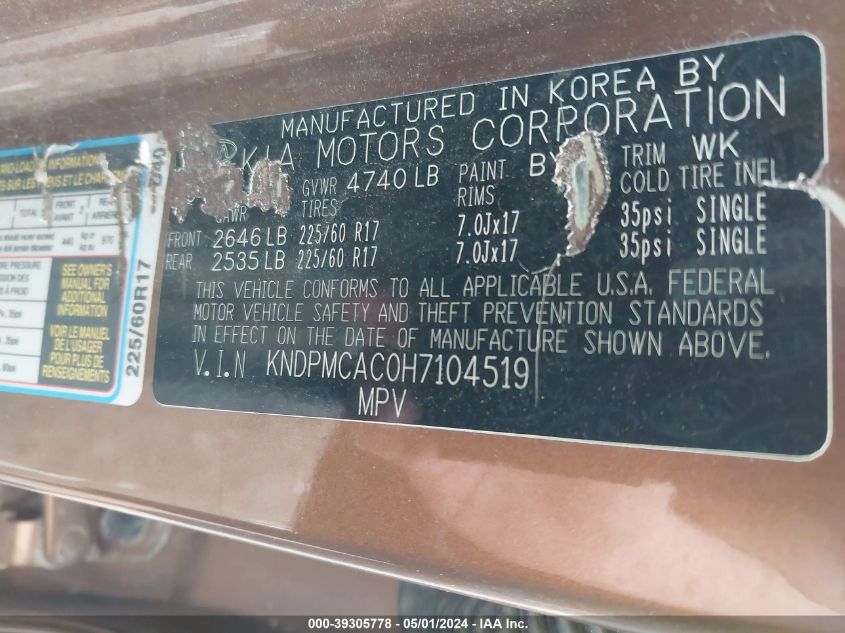 MANUFACTURED IN KOREA BY
KIA MOTORS CORPORATION
GVWR 4740 LB PAINT TRIM WK
TIRES RIMS COLD TIRE INFL
FRONT 2646 LB 225/60 R17 7.0Jx17 35psi SINGLE
REAR 2535 LB 225/60 R17 7.0Jx17 35psi SINGLE
THIS VEHICLE CONFORMS TO ALL APPLICABLE U.S.A. FEDERAL
MOTOR VEHICLE SAFETY AND THEFT PREVENTION STANDARDS
IN EFFECT ON THE DATE OF MANUFACTURE SHOWN ABOVE.
V.I.N KNDPMCAC0H7104519
MPV
TOTAL
SEE OWNER'S
MANUAL FOR
ADDITIONAL
INFORMATION
VOIR LE MANUEL
DE L'USAGER
POUR PLUS DE
RENSEIGNEMENTS
225/60R17
000-39305778 - 05/01/2024 - IAA Inc.